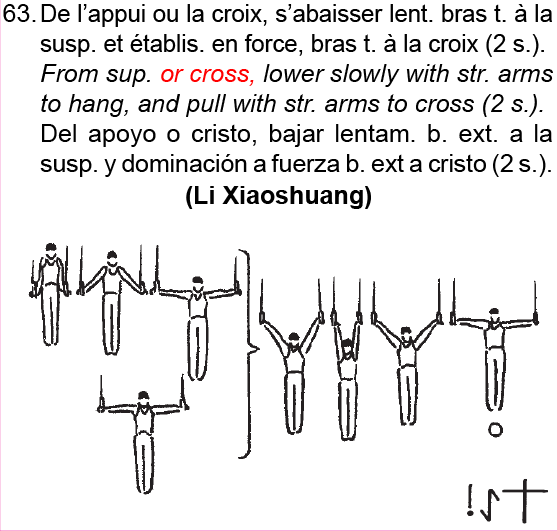 63. De l’appui ou la croix, s’abaisser lent. bras t. à la
susp. et établis. en force, bras t. à la croix (2 s.).
From sup. or cross, lower slowly with str. arms
to hang, and pull with str. arms to cross (2 s.).
Del apoyo o cristo, bajar lentam. b. ext. a la
susp. y dominación a fuerza b. ext a cristo (2 s.).
(Li Xiaoshuang)